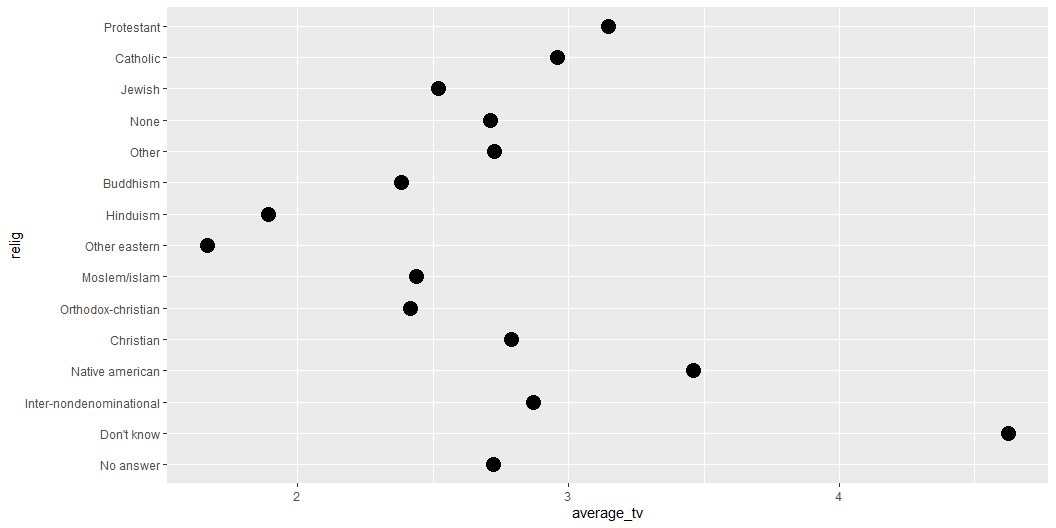 Protestant
Catholic
Jewish
None
Other
Buddhism
Hinduism
Other eastern
Moslem/islam
Orthodox-christian
Christian
Native american
Inter-nondenominational
Don't know
No answer
relig
2 3 4
average_tv